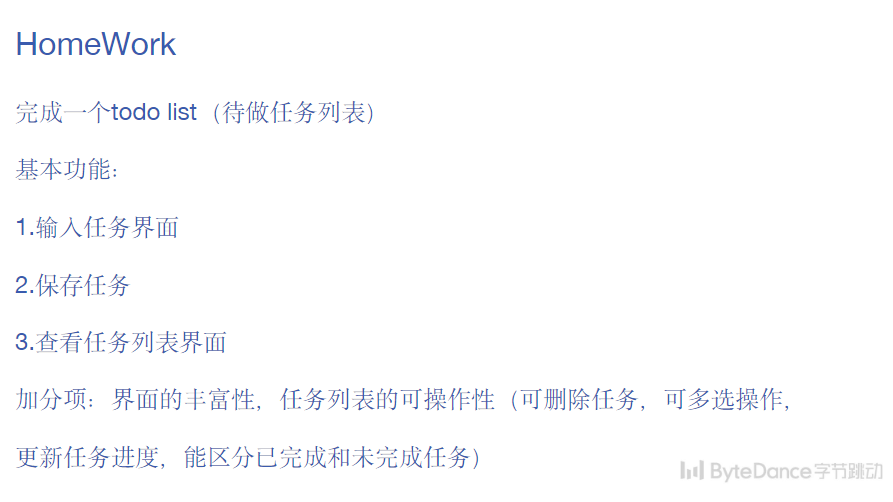 HomeWork
完成一个todo list（待做任务列表）
基本功能：
1.输入任务界面
2.保存任务
3.查看任务列表界面
加分项：界面的丰富性，任务列表的可操作性（可删除任务，可多选操作，
更新任务进度，能区分已完成和未完成任务）
ByteDance字节跳动